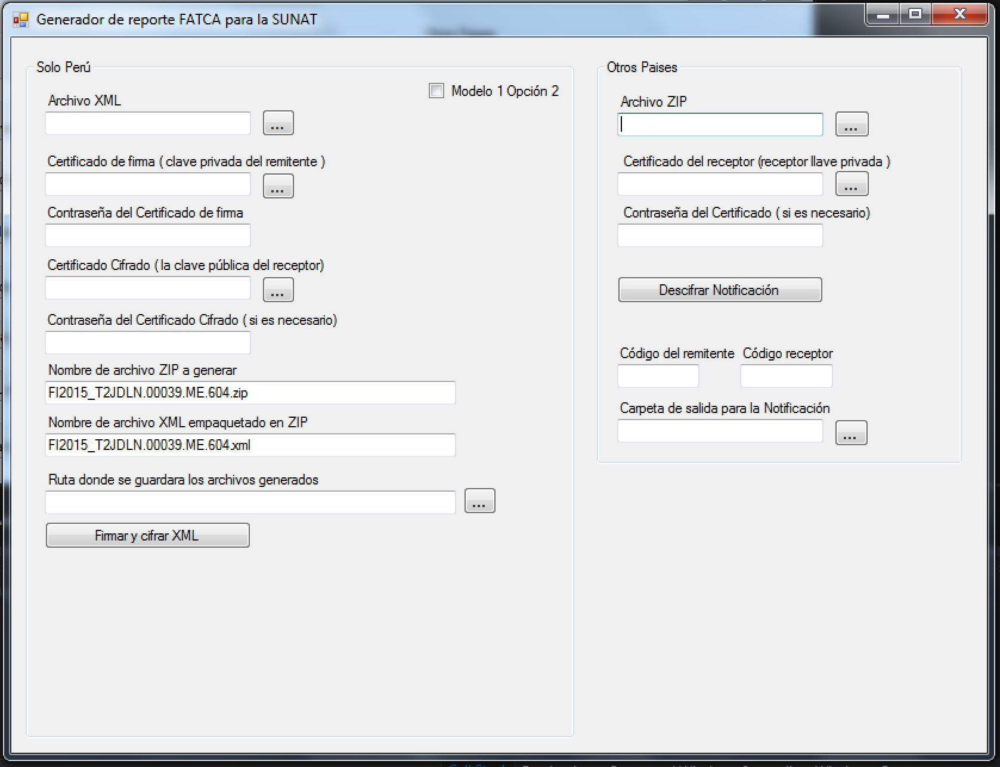 Generador de reporte FATCA para la SUNAT
Solo Perú
Modelo 1 Opción 2
Archivo XML
...
Certificado de firma ( clave privada del remitente )
...
Contraseña del Certificado de firma
Certificado Cifrado ( la clave pública del receptor)
...
Contraseña del Certificado Cifrado ( si es necesario)
Nombre de archivo ZIP a generar
FI2015_T2JDLN.00039.ME.604.zip
Nombre de archivo XML empaquetado en ZIP
FI2015_T2JDLN.00039.ME.604.xml
Ruta donde se guardara los archivos generados
...
Firmar y cifrar XML
Otros Paises
Archivo ZIP
...
Certificado del receptor (receptor llave privada )
...
Contraseña del Certificado ( si es necesario)
Descifrar Notificación
Código del remitente Código receptor
Carpeta de salida para la Notificación
...